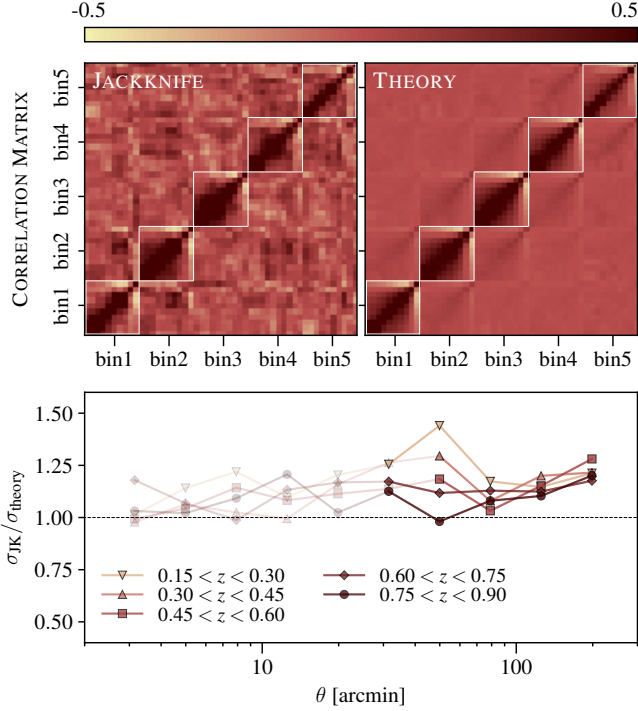 -0.5
0.5
JACKKNIFE
THEORY
CORRELATION MATRIX
bin5
bin4
bin3
bin2
bin1
bin1 bin2 bin3 bin4 bin5
bin1 bin2 bin3 bin4 bin5
1.50
1.25
1.00
0.75
0.50
σJK/σtheory
0.15 < z < 0.30
0.30 < z < 0.45
0.45 < z < 0.60
0.60 < z < 0.75
0.75 < z < 0.90
10 100
θ [arcmin]